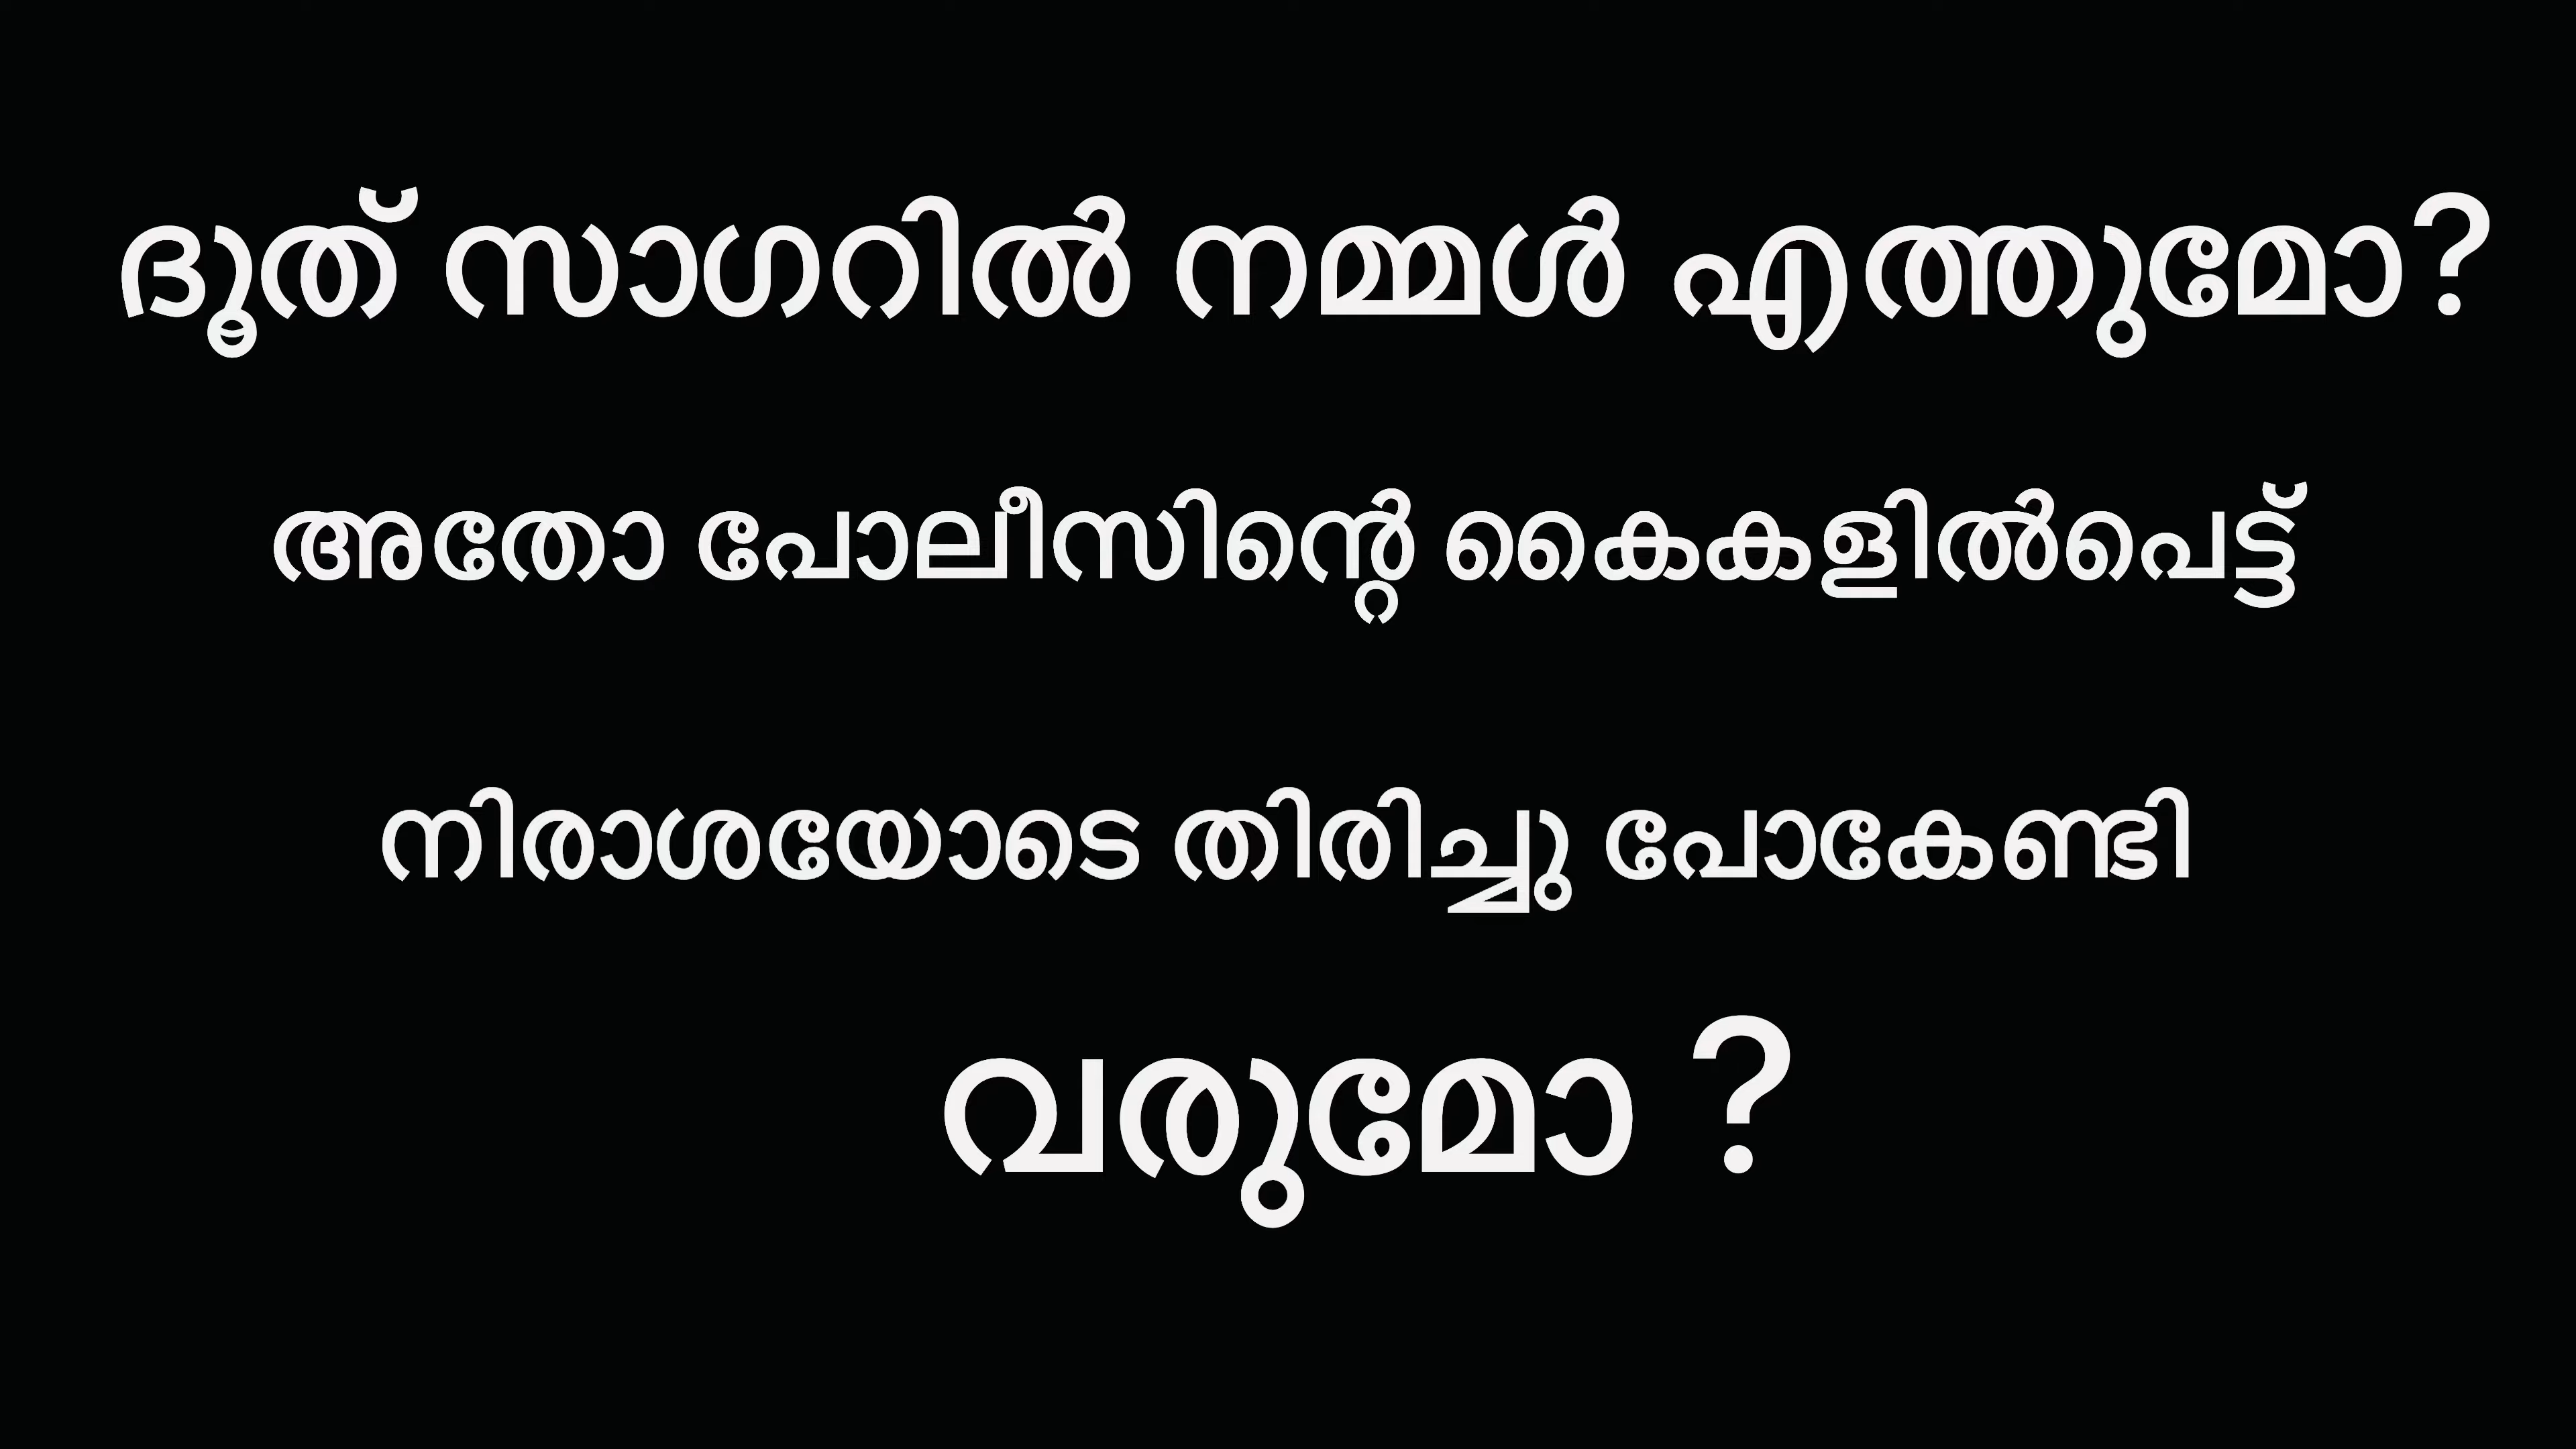 ദൂത് സാഗറിൽ നമ്മൾ എത്തുമോ?
അതോ പോലീസിന്റെ കൈകളിൽപെട്ട്
നിരാശയോടെ തിരിച്ചു പോകേണ്ടി
വരുമോ ?